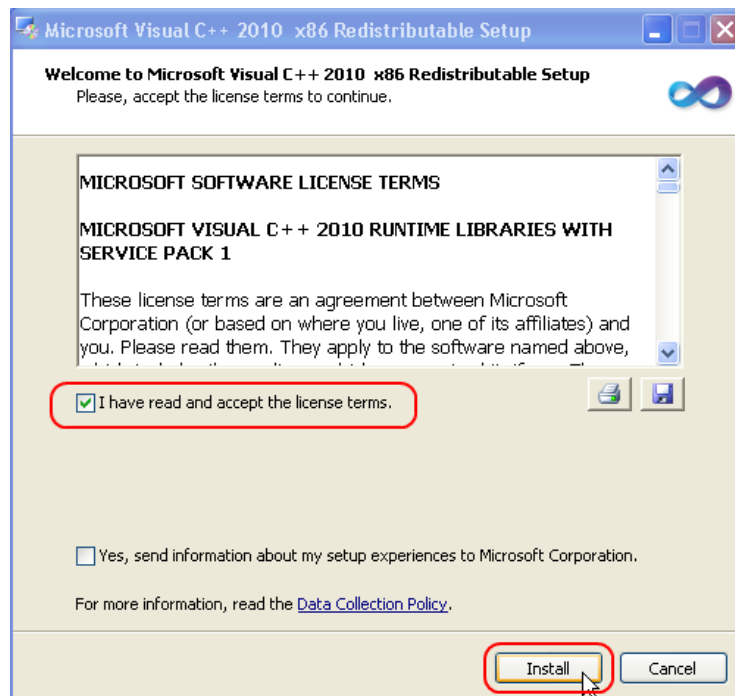 Microsoft Visual C++ 2010  x86 Redistributable Setup
Welcome to Microsoft Visual C++ 2010  x86 Redistributable Setup
Please, accept the license terms to continue.
MICROSOFT SOFTWARE LICENSE TERMS
MICROSOFT VISUAL C++ 2010 RUNTIME LIBRARIES WITH
SERVICE PACK 1
These license terms are an agreement between Microsoft
Corporation (or based on where you live, one of its affiliates) and
you. Please read them. They apply to the software named above,
I have read and accept the license terms.
Yes, send information about my setup experiences to Microsoft Corporation.
For more information, read the Data Collection Policy.
Install
Cancel